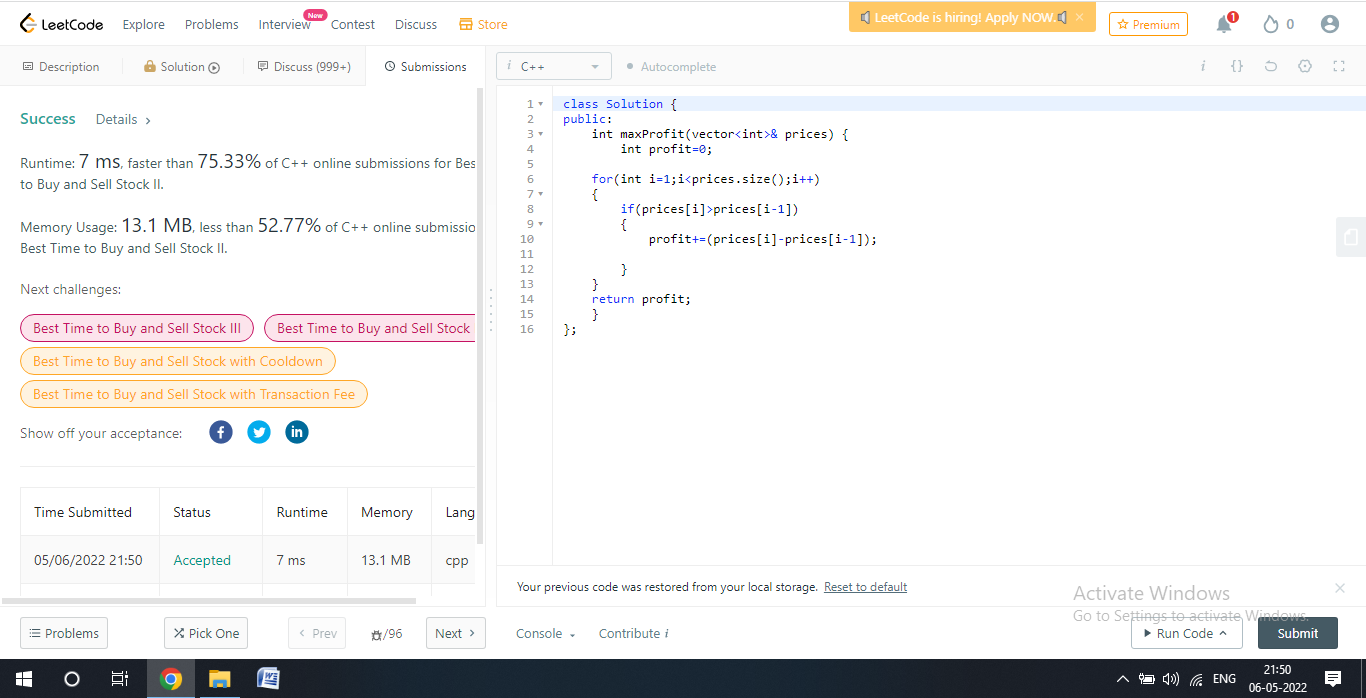 LeetCode
Explore
Problems
Interview
New
Contest
Discuss
Store
LeetCode is hiring! Apply NOW.
×
Premium
1
0
Description
Solution
Discuss (999+)
Submissions
i C++
Autocomplete
i
{}
Success
Details >
Runtime: 7 ms, faster than 75.33% of C++ online submissions for Bes
to Buy and Sell Stock II.
Memory Usage: 13.1 MB, less than 52.77% of C++ online submissio
Best Time to Buy and Sell Stock II.
Next challenges:
Best Time to Buy and Sell Stock III
Best Time to Buy and Sell Stock
Best Time to Buy and Sell Stock with Cooldown
Best Time to Buy and Sell Stock with Transaction Fee
Show off your acceptance:
Time Submitted Status Runtime Memory Lang
05/06/2022 21:50 Accepted 7 ms 13.1 MB cpp
1 class Solution {
2 public:
3 int maxProfit(vector<int>& prices) {
4 int profit=0;
5
6 for(int i=1;i<prices.size();i++)
7 {
8 if(prices[i]>prices[i-1])
9 {
10 profit+=(prices[i]-prices[i-1]);
11
12 }
13 }
14 return profit;
15 }
16 };
Your previous code was restored from your local storage. Reset to default
×
Activate Windows
Go to Settings to activate Windows.
Problems
Pick One
< Prev
/96
Next >
Console
Contribute i
Run Code
Submit
ENG
21:50
06-05-2022